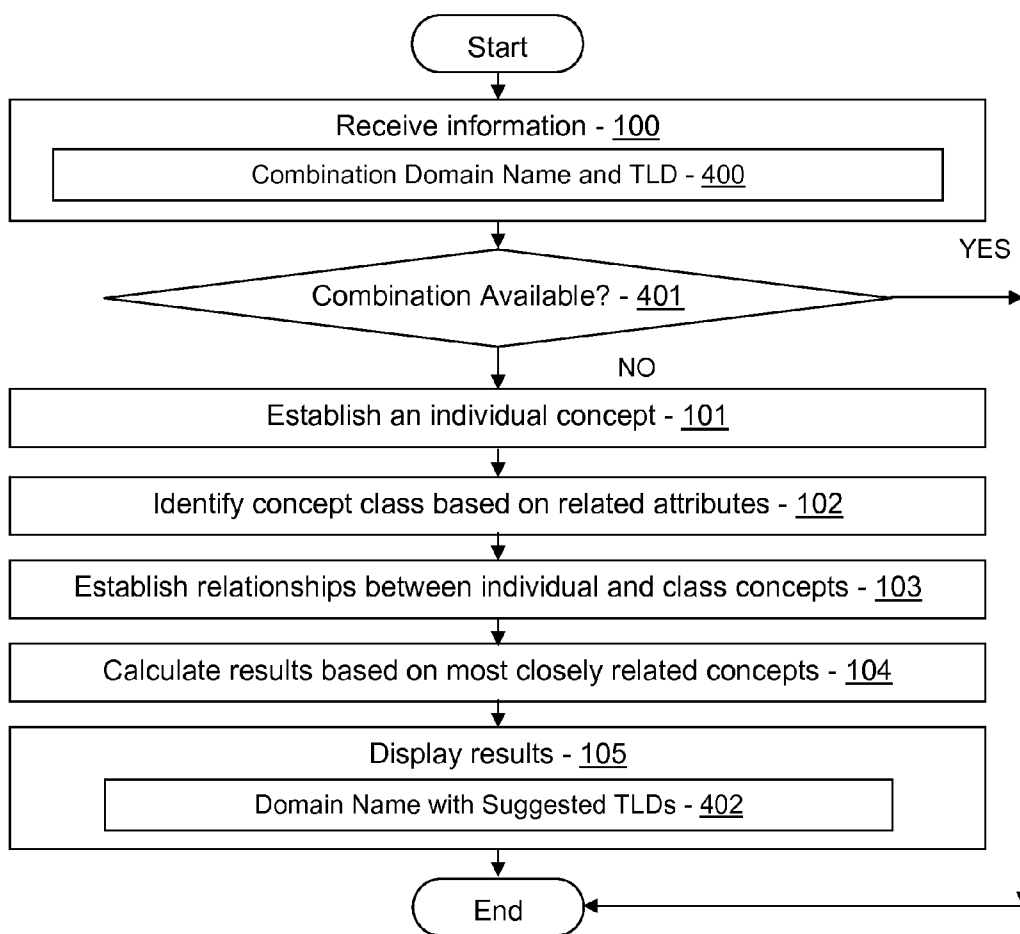 Start
Receive information - 100
Combination Domain Name and TLD - 400
YES
Combination Available? - 401
NO
Establish an individual concept - 101
Identify concept class based on related attributes - 102
Establish relationships between individual and class concepts - 103
Calculate results based on most closely related concepts - 104
Display results - 105
Domain Name with Suggested TLDs - 402
End